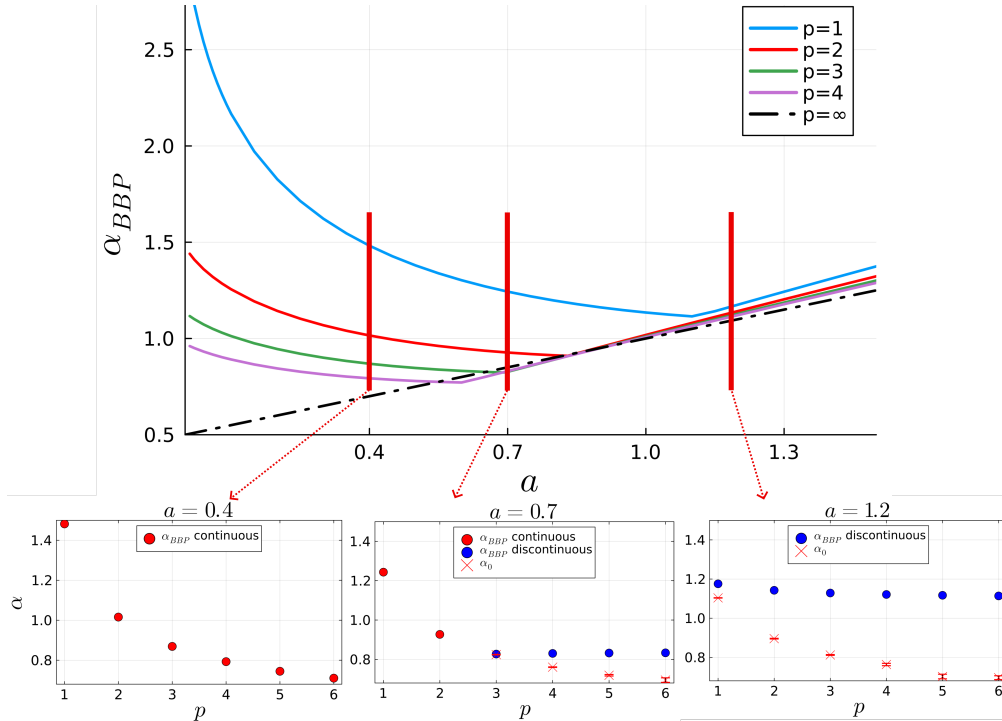 2.5
2.0
1.5
1.0
0.5
α_BBP
p=1
p=2
p=3
p=4
p=∞
0.4
0.7
1.0
1.3
a
a = 0.4
α_BBP continuous
1.4
1.2
1.0
0.8
α
1 2 3 4 5 6
p
a = 0.7
α_BBP continuous
α_BBP discontinuous
α_0
1.4
1.2
1.0
0.8
1 2 3 4 5 6
p
a = 1.2
α_BBP discontinuous
α_0
1.4
1.2
1.0
0.8
1 2 3 4 5 6
p